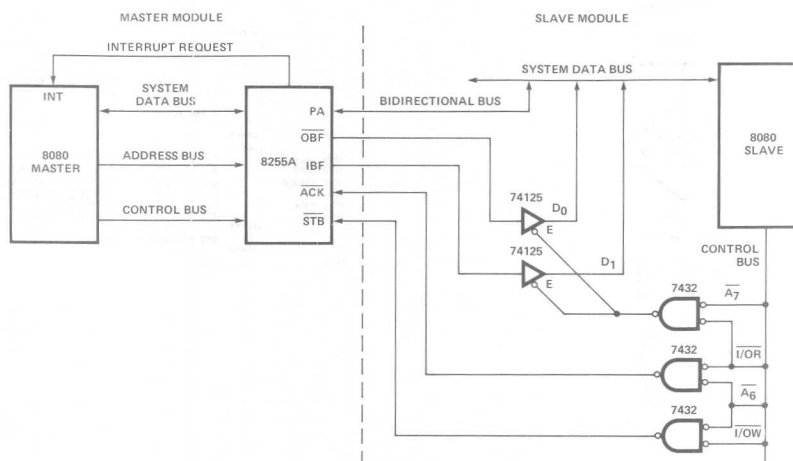 MASTER MODULE
SLAVE MODULE
INTERRUPT REQUEST
SYSTEM DATA BUS
INT
SYSTEM
DATA BUS
BIDIRECTIONAL BUS
PA
8080
MASTER
OBF
8080
SLAVE
ADDRESS BUS
8255A
IBF
ACK
74125
D0
E
CONTROL BUS
STB
74125
D1
E
CONTROL
BUS
7432
A7
7432
I/OR
A6
7432
I/OW